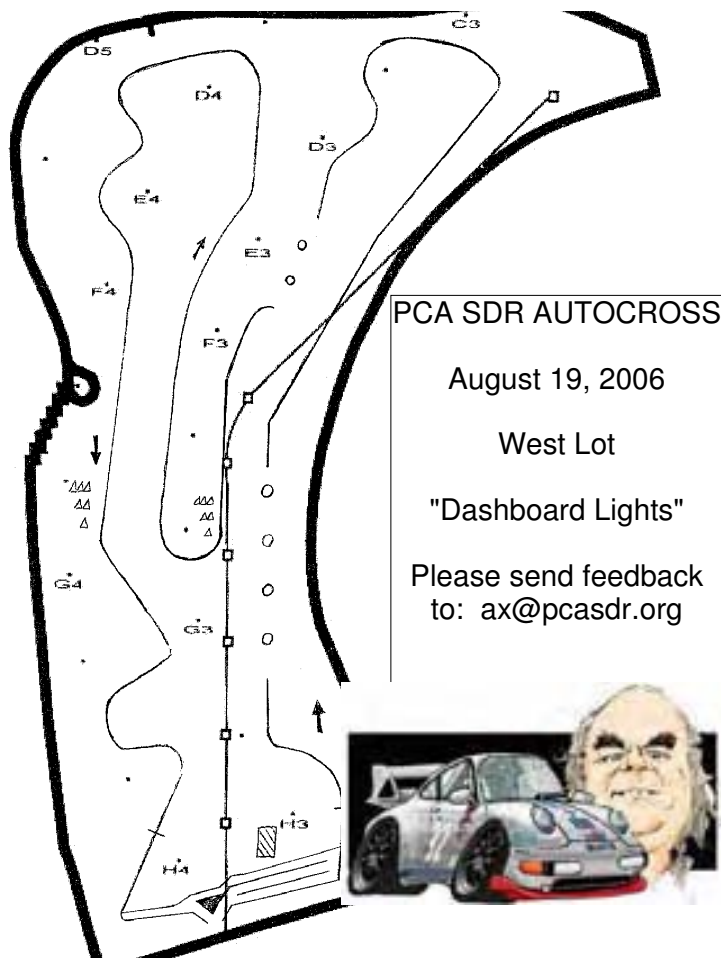 C3
D5
D4
D3
E4
E3
F4
F3
G4
G3
H3
H4
PCA SDR AUTOCROSS
August 19, 2006
West Lot
"Dashboard Lights"
Please send feedback
to: ax@pcasdr.org